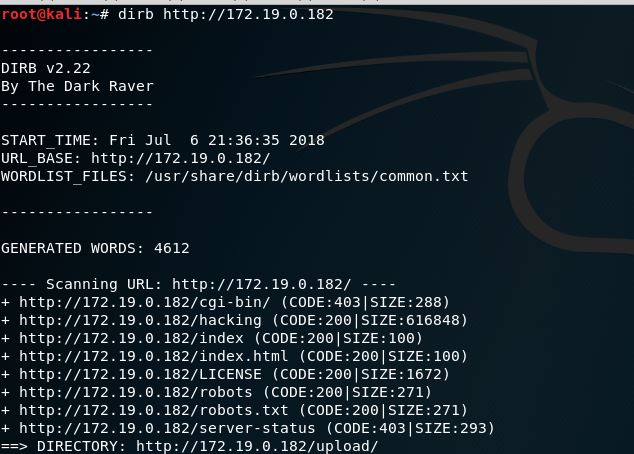 root@kali:~# dirb http://172.19.0.182
-----------------
DIRB v2.22
By The Dark Raver
-----------------
START_TIME: Fri Jul  6 21:36:35 2018
URL_BASE: http://172.19.0.182/
WORDLIST_FILES: /usr/share/dirb/wordlists/common.txt
-----------------
GENERATED WORDS: 4612
---- Scanning URL: http://172.19.0.182/ ----
+ http://172.19.0.182/cgi-bin/ (CODE:403|SIZE:288)
+ http://172.19.0.182/hacking (CODE:200|SIZE:616848)
+ http://172.19.0.182/index (CODE:200|SIZE:100)
+ http://172.19.0.182/index.html (CODE:200|SIZE:100)
+ http://172.19.0.182/LICENSE (CODE:200|SIZE:1672)
+ http://172.19.0.182/robots (CODE:200|SIZE:271)
+ http://172.19.0.182/robots.txt (CODE:200|SIZE:271)
+ http://172.19.0.182/server-status (CODE:403|SIZE:293)
==> DIRECTORY: http://172.19.0.182/upload/